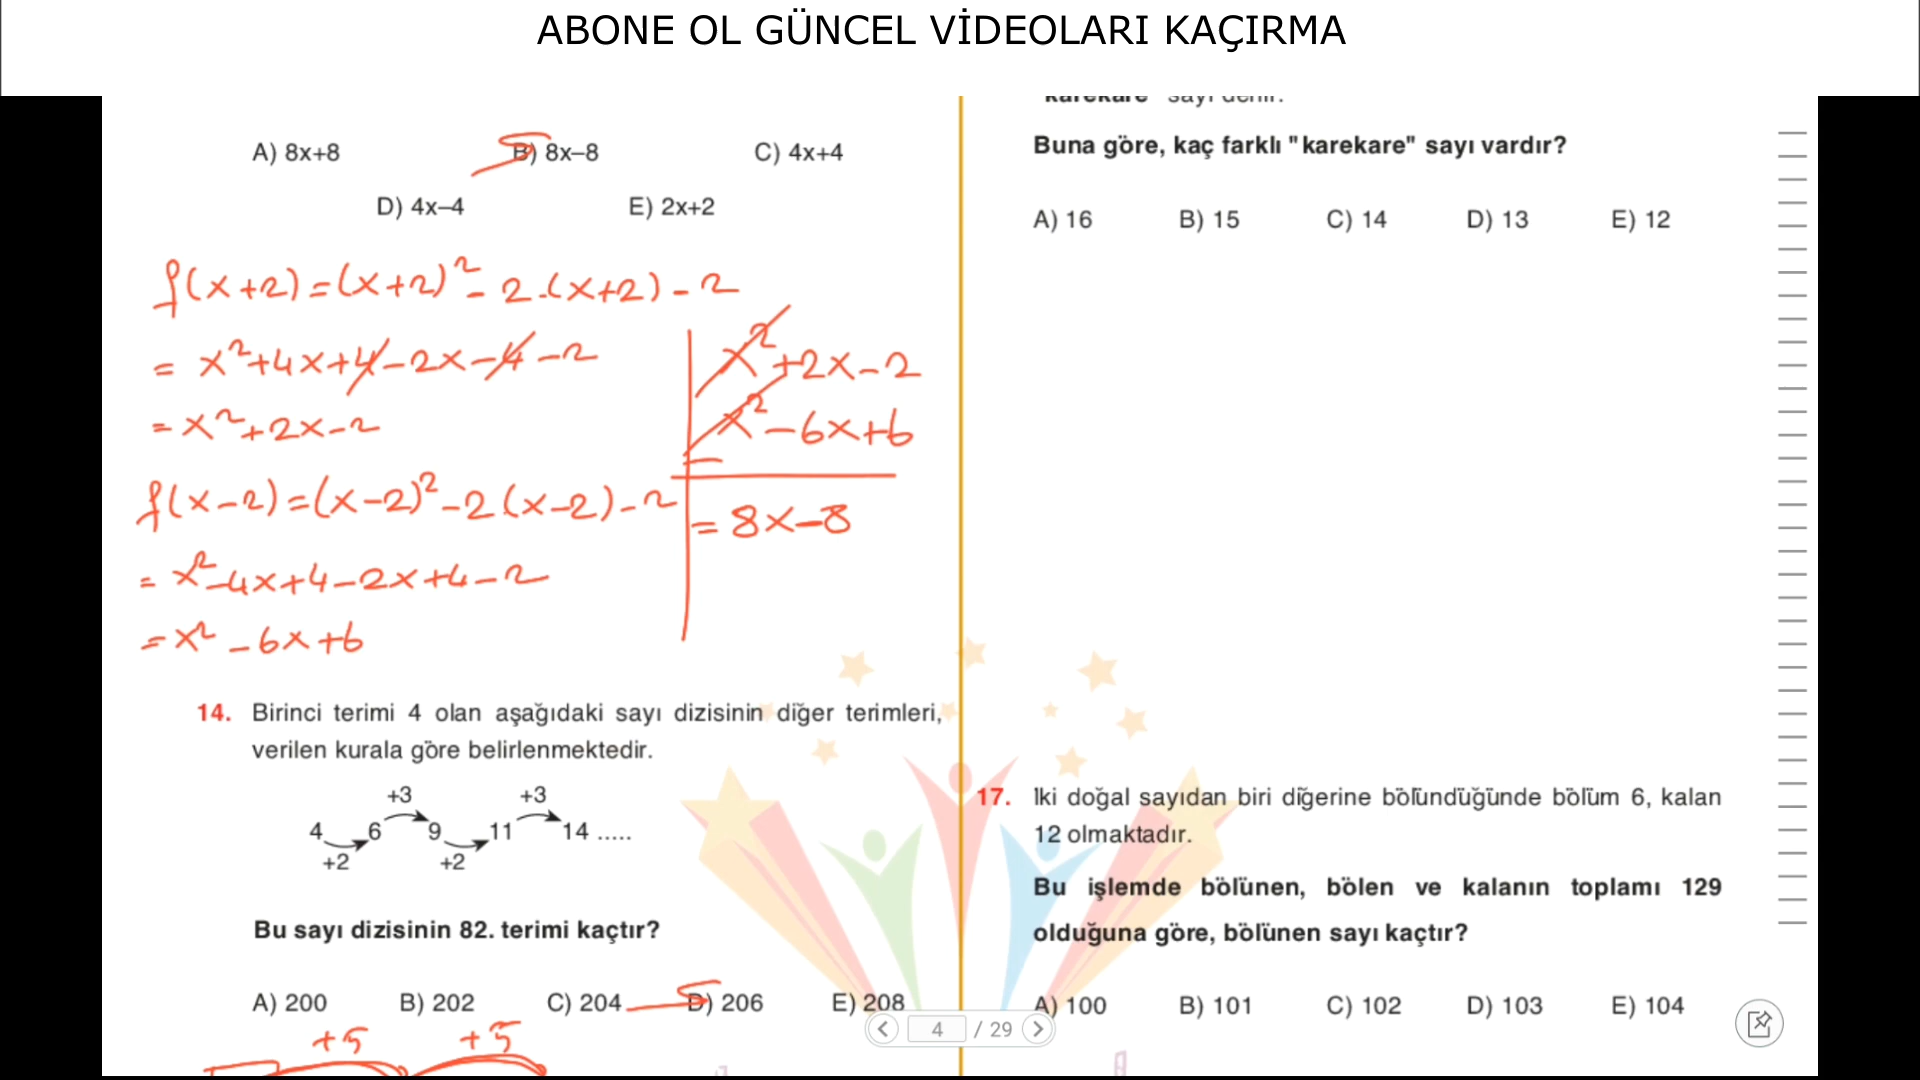 ABONE OL GÜNCEL VİDEOLARI KAÇIRMA
A) 8x+8 B) 8x–8 C) 4x+4
D) 4x–4 E) 2x+2
f(x+2)=(x+2)²-2.(x+2)-2
= x²+4x+4-2x-4-2
= x²+2x-2
f(x-2)=(x-2)²-2(x-2)-2
= x²-4x+4-2x+4-2
= x²-6x+6
x²+2x-2
x²-6x+6
= 8x-8
14. Birinci terimi 4 olan aşağıdaki sayı dizisinin diğer terimleri,
verilen kurala göre belirlenmektedir.
+3 +3
4 6 9 11 14 .....
+2 +2
Bu sayı dizisinin 82. terimi kaçtır?
A) 200 B) 202 C) 204 D) 206 E) 208
+5 +5
"karekare" sayı denir.
Buna göre, kaç farklı "karekare" sayı vardır?
A) 16 B) 15 C) 14 D) 13 E) 12
17. İki doğal sayıdan biri diğerine bölündüğünde bölüm 6, kalan
12 olmaktadır.
Bu işlemde bölünen, bölen ve kalanın toplamı 129
olduğuna göre, bölünen sayı kaçtır?
A) 100 B) 101 C) 102 D) 103 E) 104
4 / 29